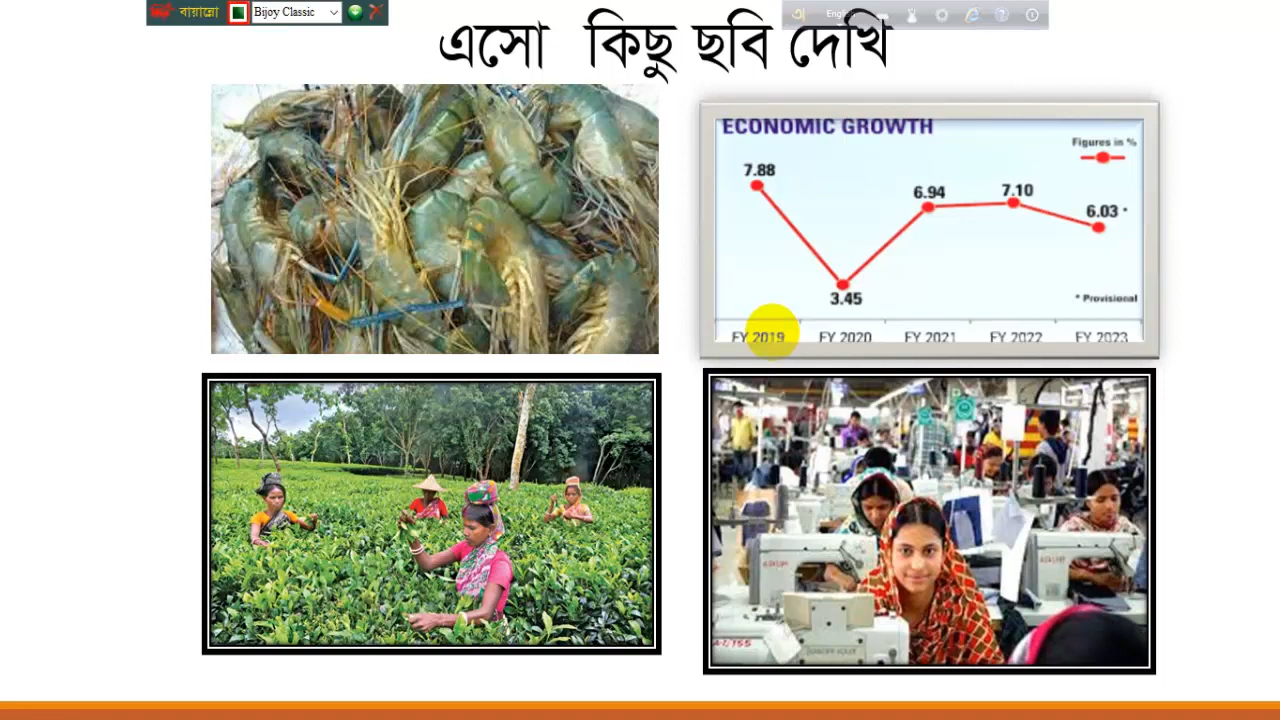 বায়ান্নো Bijoy Classic
English
এসো কিছু ছবি দেখি
ECONOMIC GROWTH
Figures in %
7.88
3.45
6.94
7.10
6.03 *
* Provisional
FY 2019 FY 2020 FY 2021 FY 2022 FY 2023